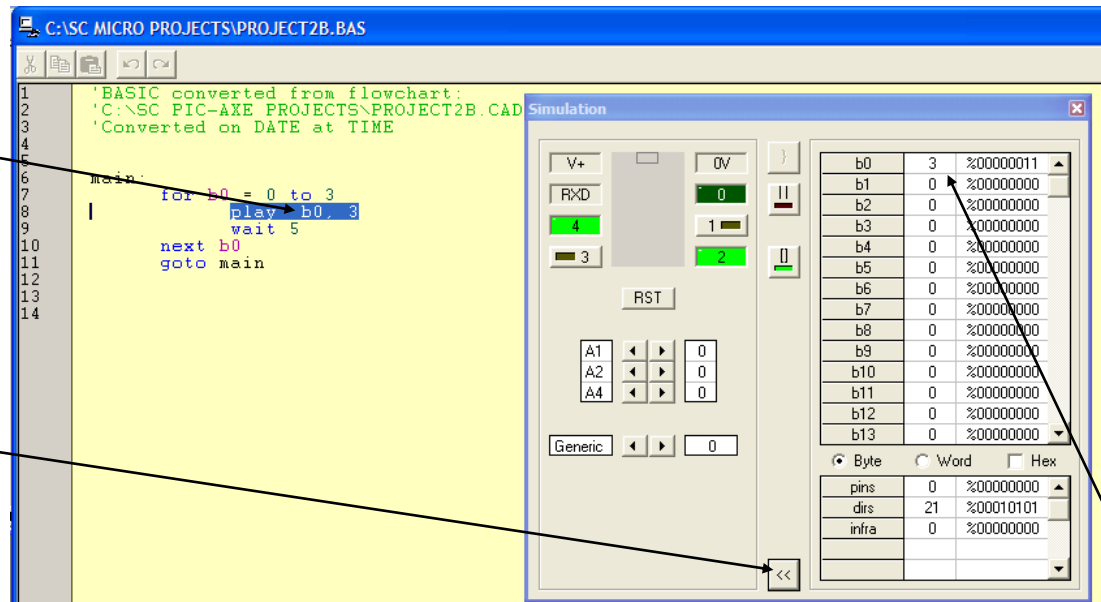 C:\SC MICRO PROJECTS\PROJECT2B.BAS
1 'BASIC converted from flowchart:
2 'C:\SC PIC-AXE PROJECTS\PROJECT2B.CAD
3 'Converted on DATE at TIME
4
5
6 main:
7 for b0 = 0 to 3
8 play b0, 3
9 wait 5
10 next b0
11 goto main
12
13
14
Simulation
V+ 0V }
RXD 0 ||
4 1
3 2 []
RST
A1 0
A2 0
A4 0
Generic 0
<<
b0 3 %00000011
b1 0 %00000000
b2 0 %00000000
b3 0 %00000000
b4 0 %00000000
b5 0 %00000000
b6 0 %00000000
b7 0 %00000000
b8 0 %00000000
b9 0 %00000000
b10 0 %00000000
b11 0 %00000000
b12 0 %00000000
b13 0 %00000000
Byte Word Hex
pins 0 %00000000
dirs 21 %00010101
infra 0 %00000000